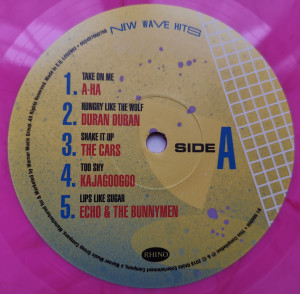 NEW WAVE HITS
1. TAKE ON ME
A-HA
2. HUNGRY LIKE THE WOLF
DURAN DURAN
3. SHAKE IT UP
THE CARS
4. TOO SHY
KAJAGOOGOO
5. LIPS LIKE SUGAR
ECHO & THE BUNNYMEN
SIDE A
RHINO